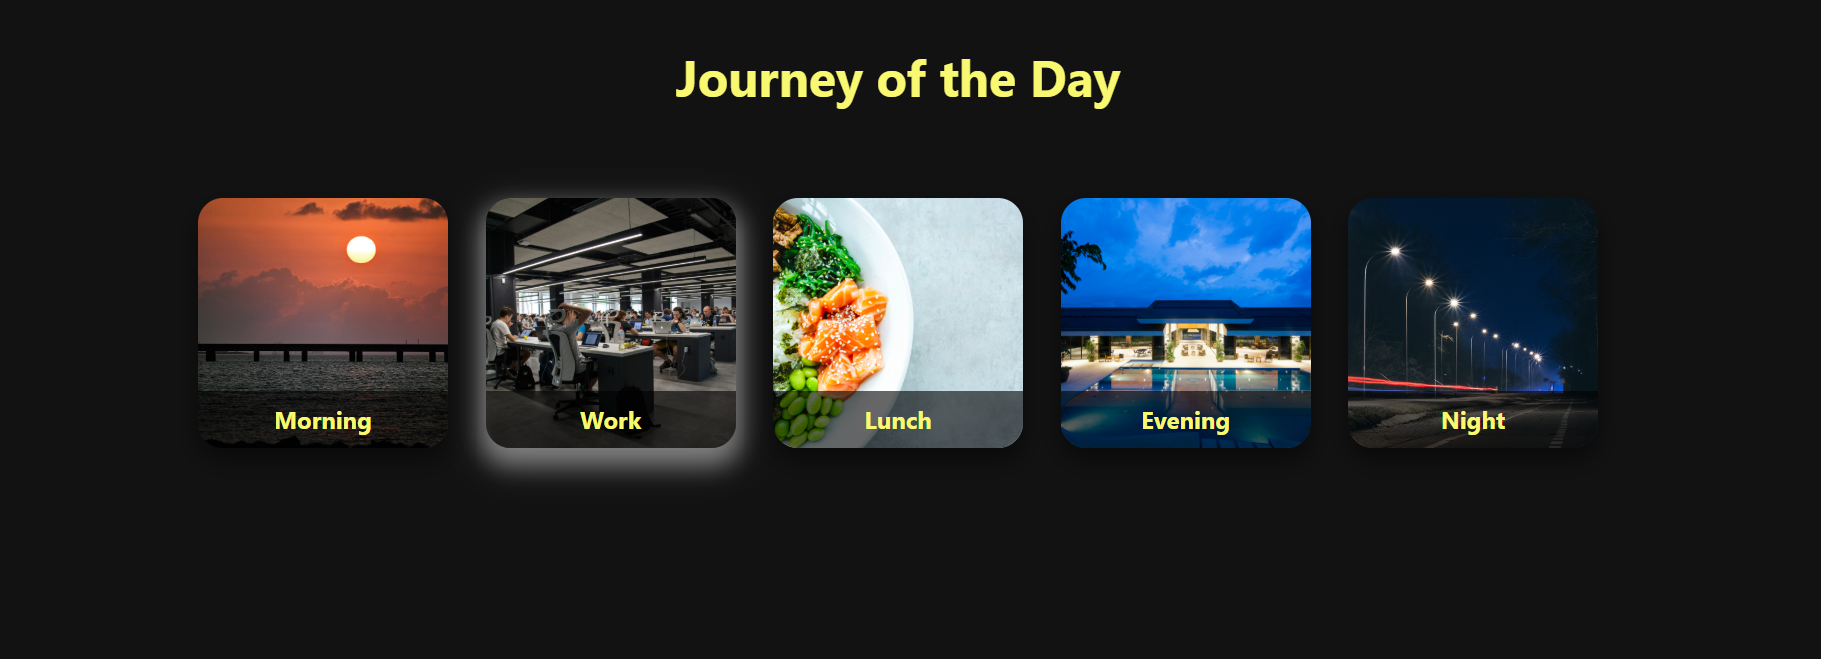 Journey of the Day
Morning
Work
Lunch
Evening
Night